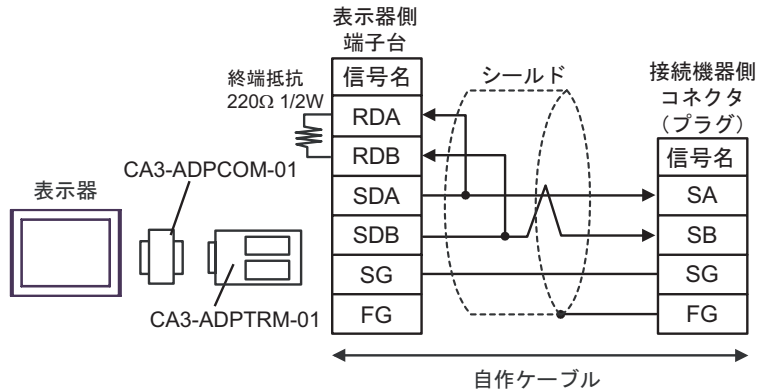 表示器側
端子台
終端抵抗
220Ω 1/2W
信号名
RDA
RDB
SDA
SDB
SG
FG
シールド
接続機器側
コネクタ
(プラグ)
信号名
SA
SB
SG
FG
表示器
CA3-ADPCOM-01
CA3-ADPTRM-01
自作ケーブル